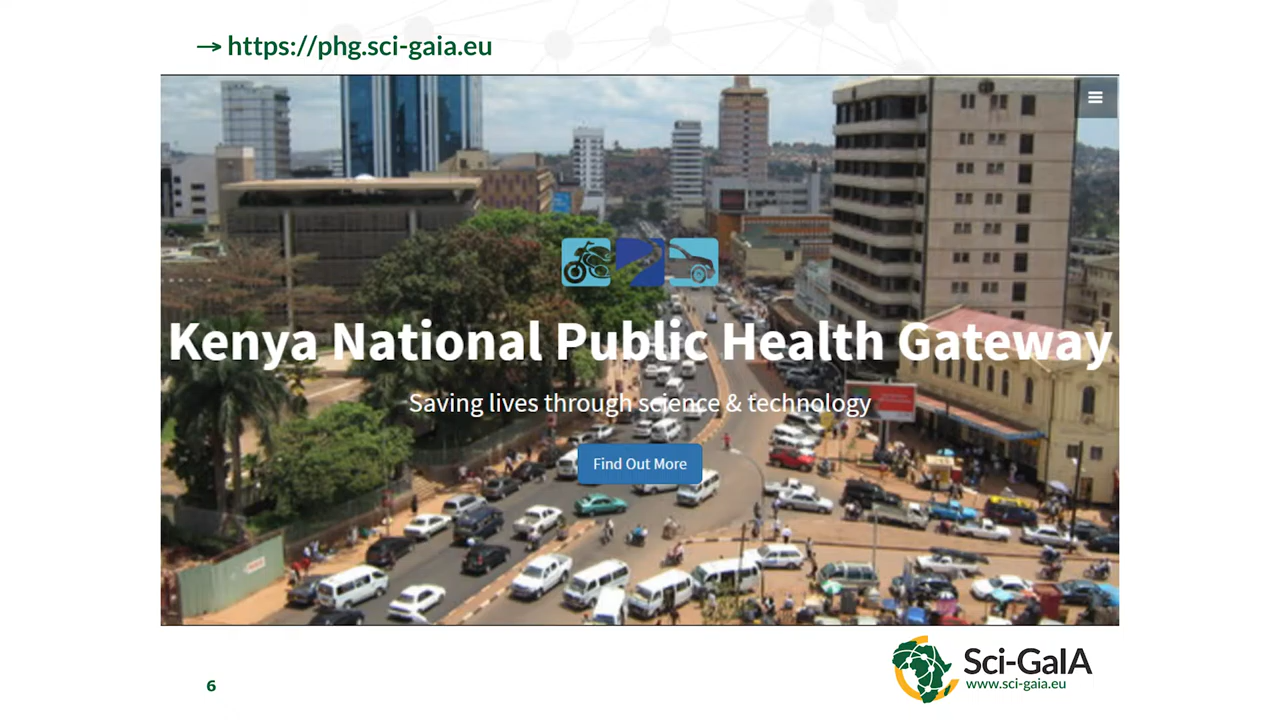 → https://phg.sci-gaia.eu
Kenya National Public Health Gateway
Saving lives through science & technology
Find Out More
6
Sci-GaIA
www.sci-gaia.eu